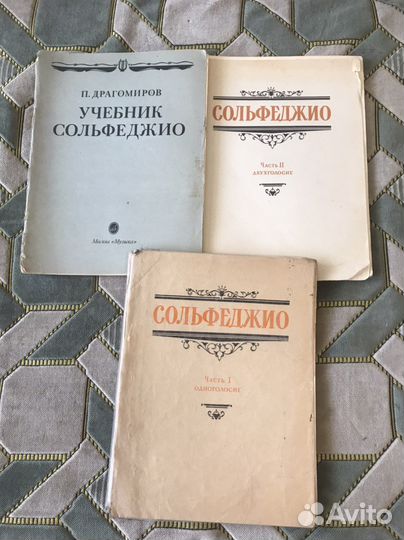 П. ДРАГОМИРОВ
УЧЕБНИК
СОЛЬФЕДЖИО
Москва «Музыка»
СОЛЬФЕДЖИО
Часть II
ДВУХГОЛОСИЕ
СОЛЬФЕДЖИО
Часть I
ОДНОГОЛОСИЕ
Avito